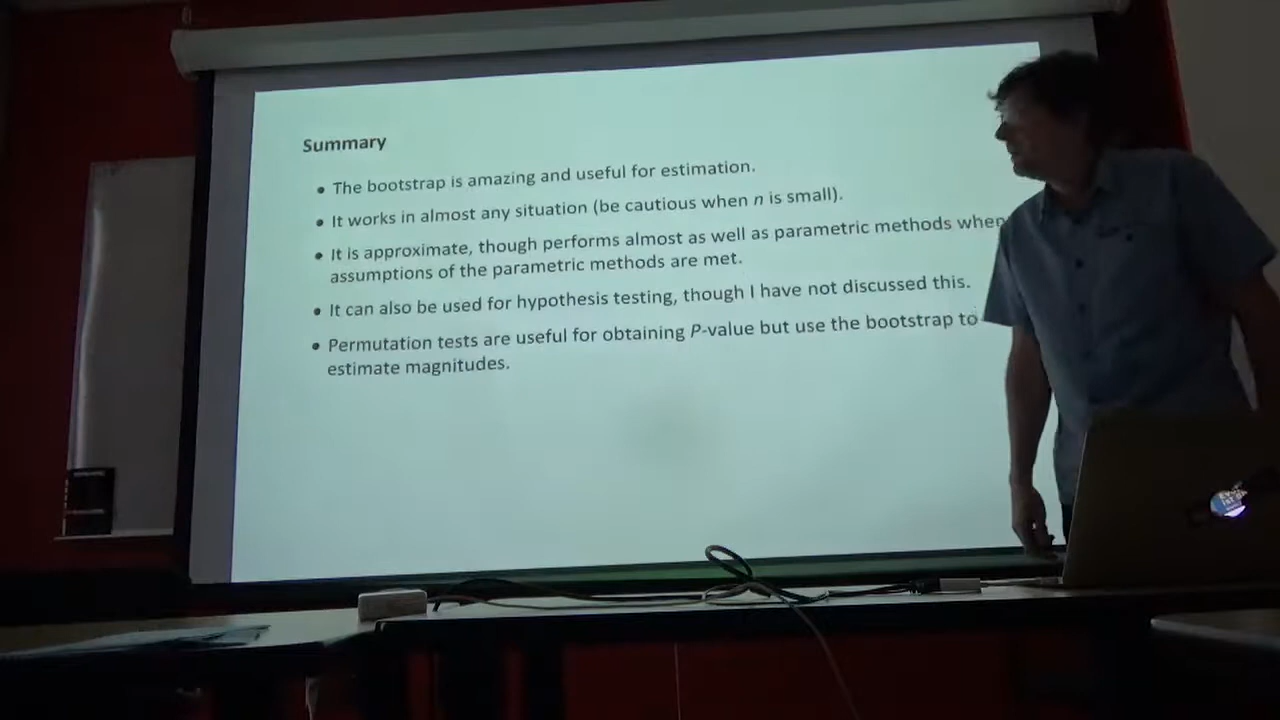 Summary
• The bootstrap is amazing and useful for estimation.
• It works in almost any situation (be cautious when n is small).
• It is approximate, though performs almost as well as parametric methods when
assumptions of the parametric methods are met.
• It can also be used for hypothesis testing, though I have not discussed this.
• Permutation tests are useful for obtaining P-value but use the bootstrap to
estimate magnitudes.